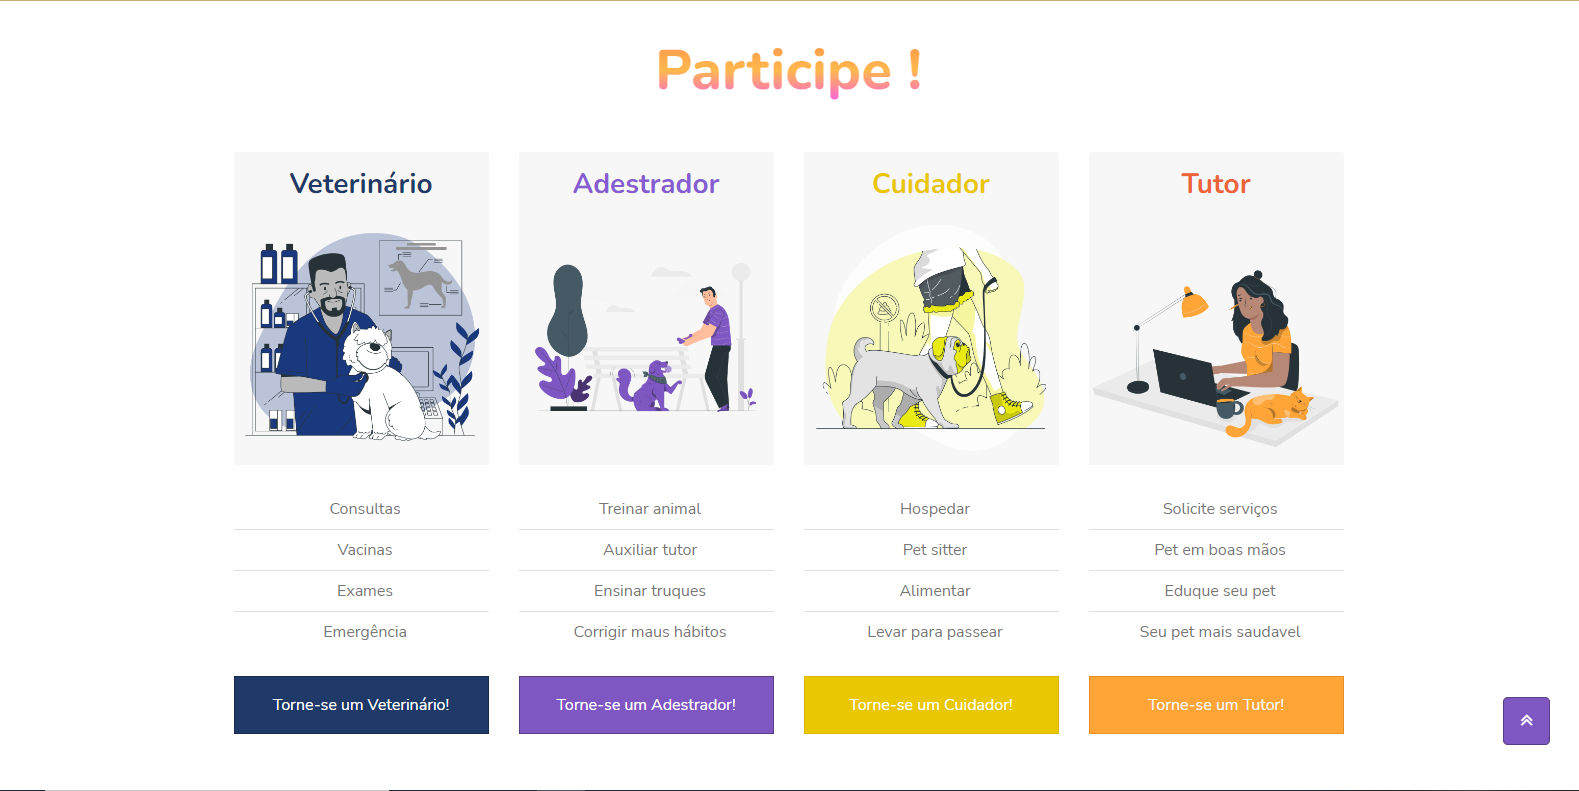 Participe !
Veterinário
Consultas
Vacinas
Exames
Emergência
Torne-se um Veterinário!
Adestrador
Treinar animal
Auxiliar tutor
Ensinar truques
Corrigir maus hábitos
Torne-se um Adestrador!
Cuidador
Hospedar
Pet sitter
Alimentar
Levar para passear
Torne-se um Cuidador!
Tutor
Solicite serviços
Pet em boas mãos
Eduque seu pet
Seu pet mais saudavel
Torne-se um Tutor!